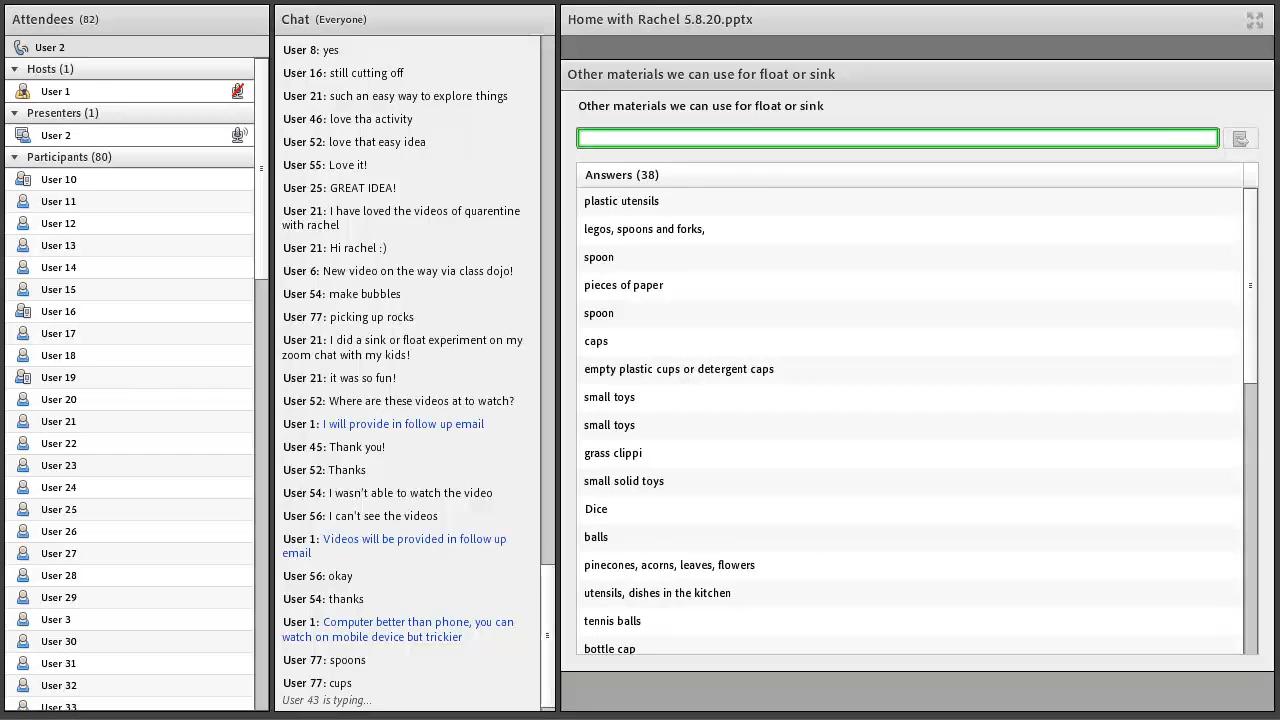 Attendees (82)
User 2
Hosts (1)
User 1
Presenters (1)
User 2
Participants (80)
User 10
User 11
User 12
User 13
User 14
User 15
User 16
User 17
User 18
User 19
User 20
User 21
User 22
User 23
User 24
User 25
User 26
User 27
User 28
User 29
User 3
User 30
User 31
User 32
User 33
Chat (Everyone)
User 8: yes
User 16: still cutting off
User 21: such an easy way to explore things
User 46: love tha activity
User 52: love that easy idea
User 55: Love it!
User 25: GREAT IDEA!
User 21: I have loved the videos of quarentine
with rachel
User 21: Hi rachel :)
User 6: New video on the way via class dojo!
User 54: make bubbles
User 77: picking up rocks
User 21: I did a sink or float experiment on my
zoom chat with my kids!
User 21: it was so fun!
User 52: Where are these videos at to watch?
User 1: I will provide in follow up email
User 45: Thank you!
User 52: Thanks
User 54: I wasn't able to watch the video
User 56: I can't see the videos
User 1: Videos will be provided in follow up
email
User 56: okay
User 54: thanks
User 1: Computer better than phone, you can
watch on mobile device but trickier
User 77: spoons
User 77: cups
User 43 is typing...
Home with Rachel 5.8.20.pptx
Other materials we can use for float or sink
Other materials we can use for float or sink
Answers (38)
plastic utensils
legos, spoons and forks,
spoon
pieces of paper
spoon
caps
empty plastic cups or detergent caps
small toys
small toys
grass clippi
small solid toys
Dice
balls
pinecones, acorns, leaves, flowers
utensils, dishes in the kitchen
tennis balls
bottle cap